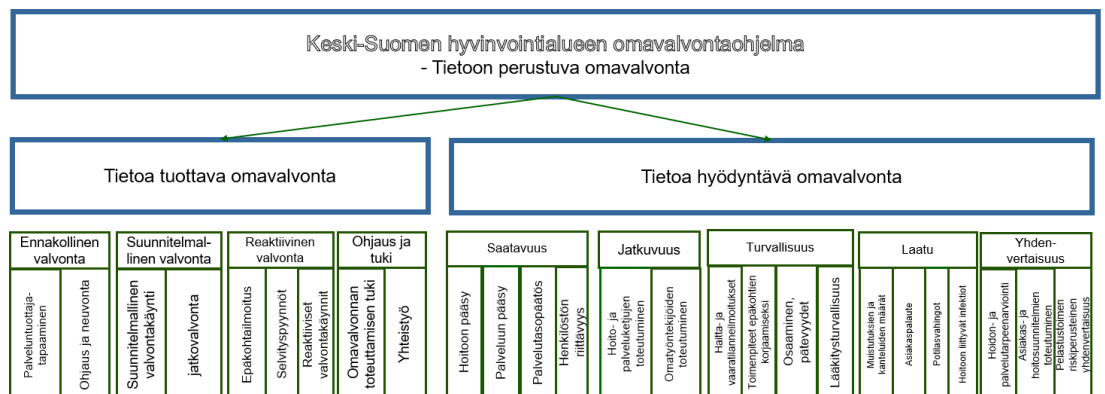 Keski-Suomen hyvinvointialueen omavalvontaohjelma
- Tietoon perustuva omavalvonta
Tietoa tuottava omavalvonta
Tietoa hyödyntävä omavalvonta
Ennakollinen
valvonta
Palveluntuottaja-
tapaaminen
Ohjaus ja neuvonta
Suunnitelmal-
linen valvonta
Suunnitelmallinen
valvontakäynti
jatkovalvonta
Reaktiivinen
valvonta
Epäkohtailmoitus
Selvityspyynnöt
Reaktiiviset
valvontakäynnit
Ohjaus ja
tuki
Omavalvonnan
toteuttamisen tuki
Yhteistyö
Saatavuus
Hoitoon pääsy
Palveluun pääsy
Palvelutasopäätös
Henkilöstön
riittävyys
Jatkuvuus
Hoito- ja
palveluketjujen
toteutuminen
Omatyöntekijöiden
toteutuminen
Turvallisuus
Haitta- ja
vaaratilanneilmoitukset
Toimenpiteet epäkohtien
korjaamiseksi
Osaaminen,
pätevyydet
Lääkitysturvallisuus
Laatu
Muistutuksien ja
kanteluiden määrät
Asiakaspalaute
Potilasvahingot
Hoitoon liittyvät infektiot
Yhden-
vertaisuus
Hoidon- ja
palvelutarpeenarviointi
Asiakas- ja
hoitosuunnitelmien
toteutuminen
Pelastustoimen
riskiperusteinen
yhdenvertaisuus